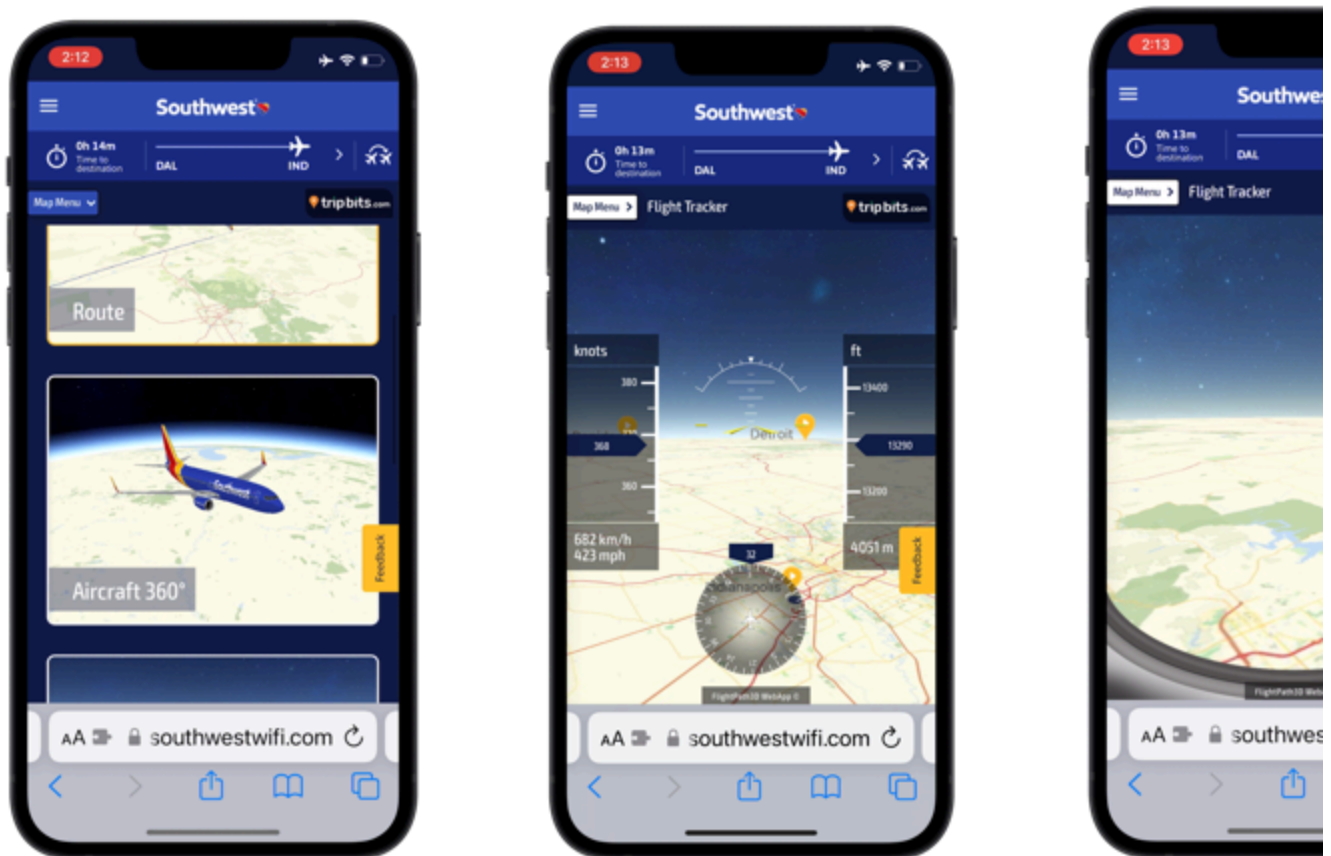 2:12
Southwest
0h 14m
Time to
destination
DAL
IND
Map Menu
tripbits.com
Route
Southwest
Aircraft 360°
Feedback
AA
southwestwifi.com
2:13
Southwest
0h 13m
Time to
destination
DAL
IND
Map Menu
Flight Tracker
tripbits.com
knots
ft
380
13400
Detroit
368
13290
360
13200
682 km/h
423 mph
32
4051 m
Feedback
Indianapolis
FlightPath3D WebApp ©
AA
southwestwifi.com
2:13
Southwes
0h 13m
Time to
destination
DAL
Map Menu
Flight Tracker
FlightPath3D Web
AA
southwes